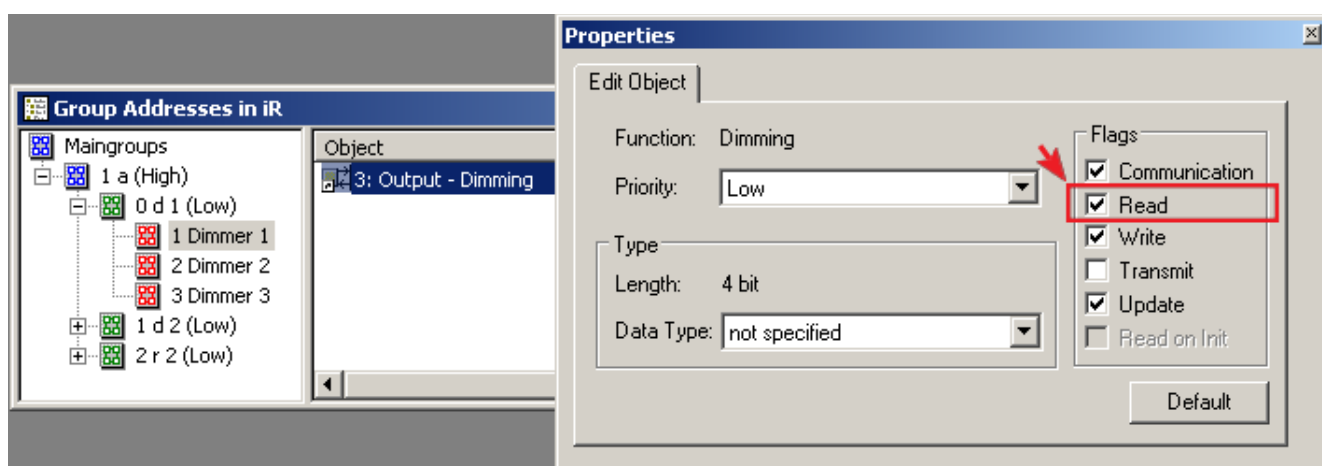 Group Addresses in iR
Maingroups
1 a (High)
0 d 1 (Low)
1 Dimmer 1
2 Dimmer 2
3 Dimmer 3
1 d 2 (Low)
2 r 2 (Low)
Object
3: Output - Dimming
Properties
Edit Object
Function: Dimming
Priority: Low
Type
Length: 4 bit
Data Type: not specified
Flags
Communication
Read
Write
Transmit
Update
Read on Init
Default